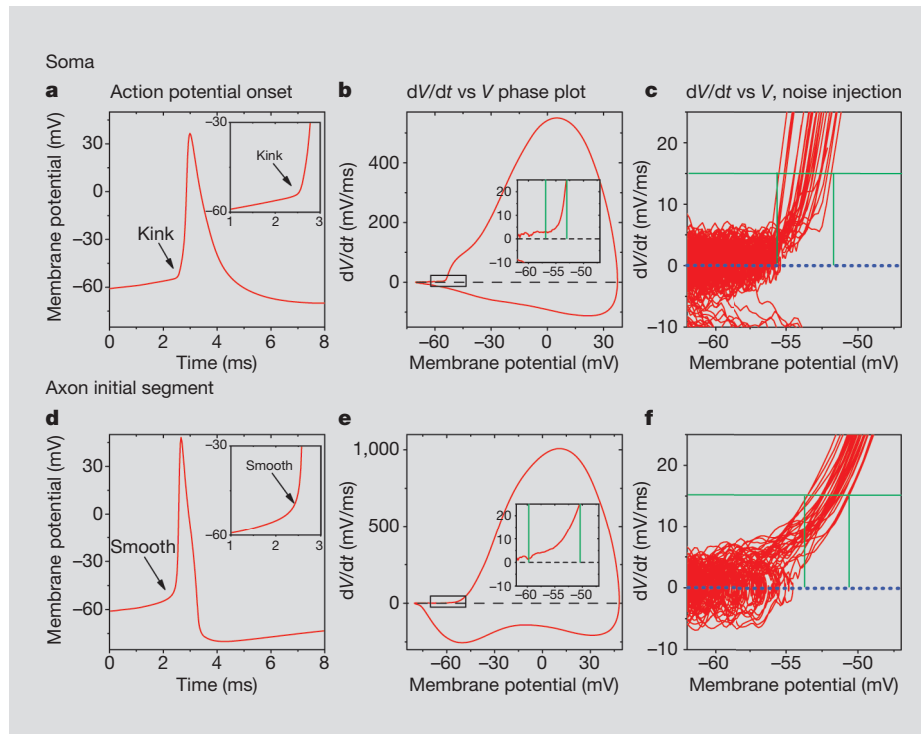 Soma
a Action potential onset
b dV/dt vs V phase plot
c dV/dt vs V, noise injection
Membrane potential (mV)
45
15
0
−30
−60
Kink
−30
−60
Kink
1 2 3
0 2 4 6 8
Time (ms)
dV/dt (mV/ms)
400
200
0
20
10
0
−10
−60 −50
−60 −30 0 30
Membrane potential (mV)
dV/dt (mV/ms)
20
10
0
−10
−60 −55 −50
Membrane potential (mV)
Axon initial segment
d
e
f
Membrane potential (mV)
45
15
0
−30
−60
Smooth
−30
−60
Smooth
1 2 3
0 2 4 6 8
Time (ms)
dV/dt (mV/ms)
1,000
500
0
20
10
0
−10
−60 −50
−60 −30 0 30
Membrane potential (mV)
dV/dt (mV/ms)
20
10
0
−10
−60 −55 −50
Membrane potential (mV)